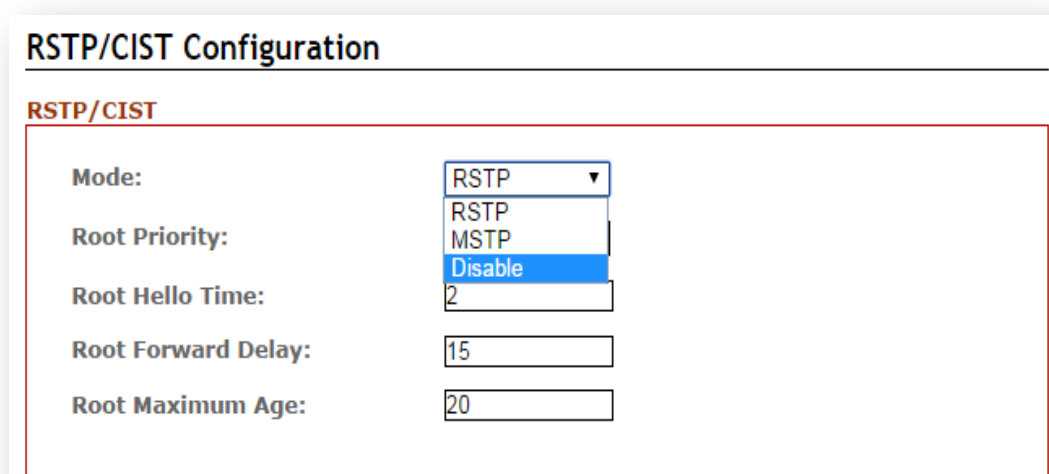 RSTP/CIST Configuration
RSTP/CIST
Mode: RSTP
RSTP
Root Priority:
MSTP
Disable
Root Hello Time: 2
Root Forward Delay: 15
Root Maximum Age: 20